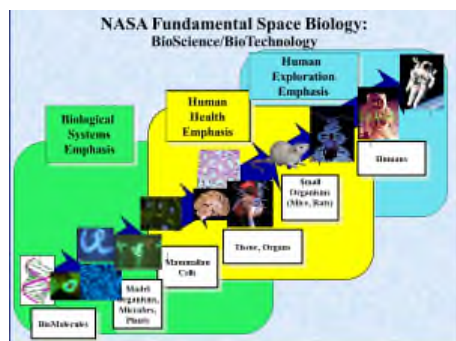 NASA Fundamental Space Biology:
BioScience/BioTechnology
Human
Exploration
Emphasis
Human
Health
Emphasis
Biological
Systems
Emphasis
Humans
Small
Organisms
(Mice, Rats)
Tissue, Organs
Mammalian
Cells
Model
Organisms,
Microbes,
Plants
BioMolecules